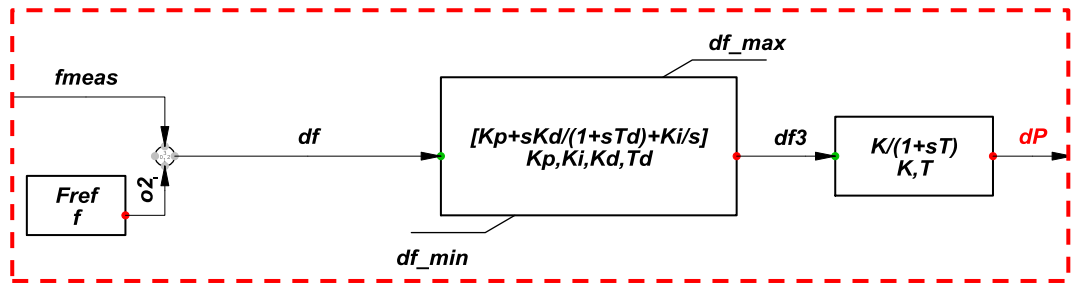 df_max
fmeas
df
[Kp+sKd/(1+sTd)+Ki/s]
Kp,Ki,Kd,Td
df3
K/(1+sT)
K,T
dP
o2
-
Fref
f
df_min